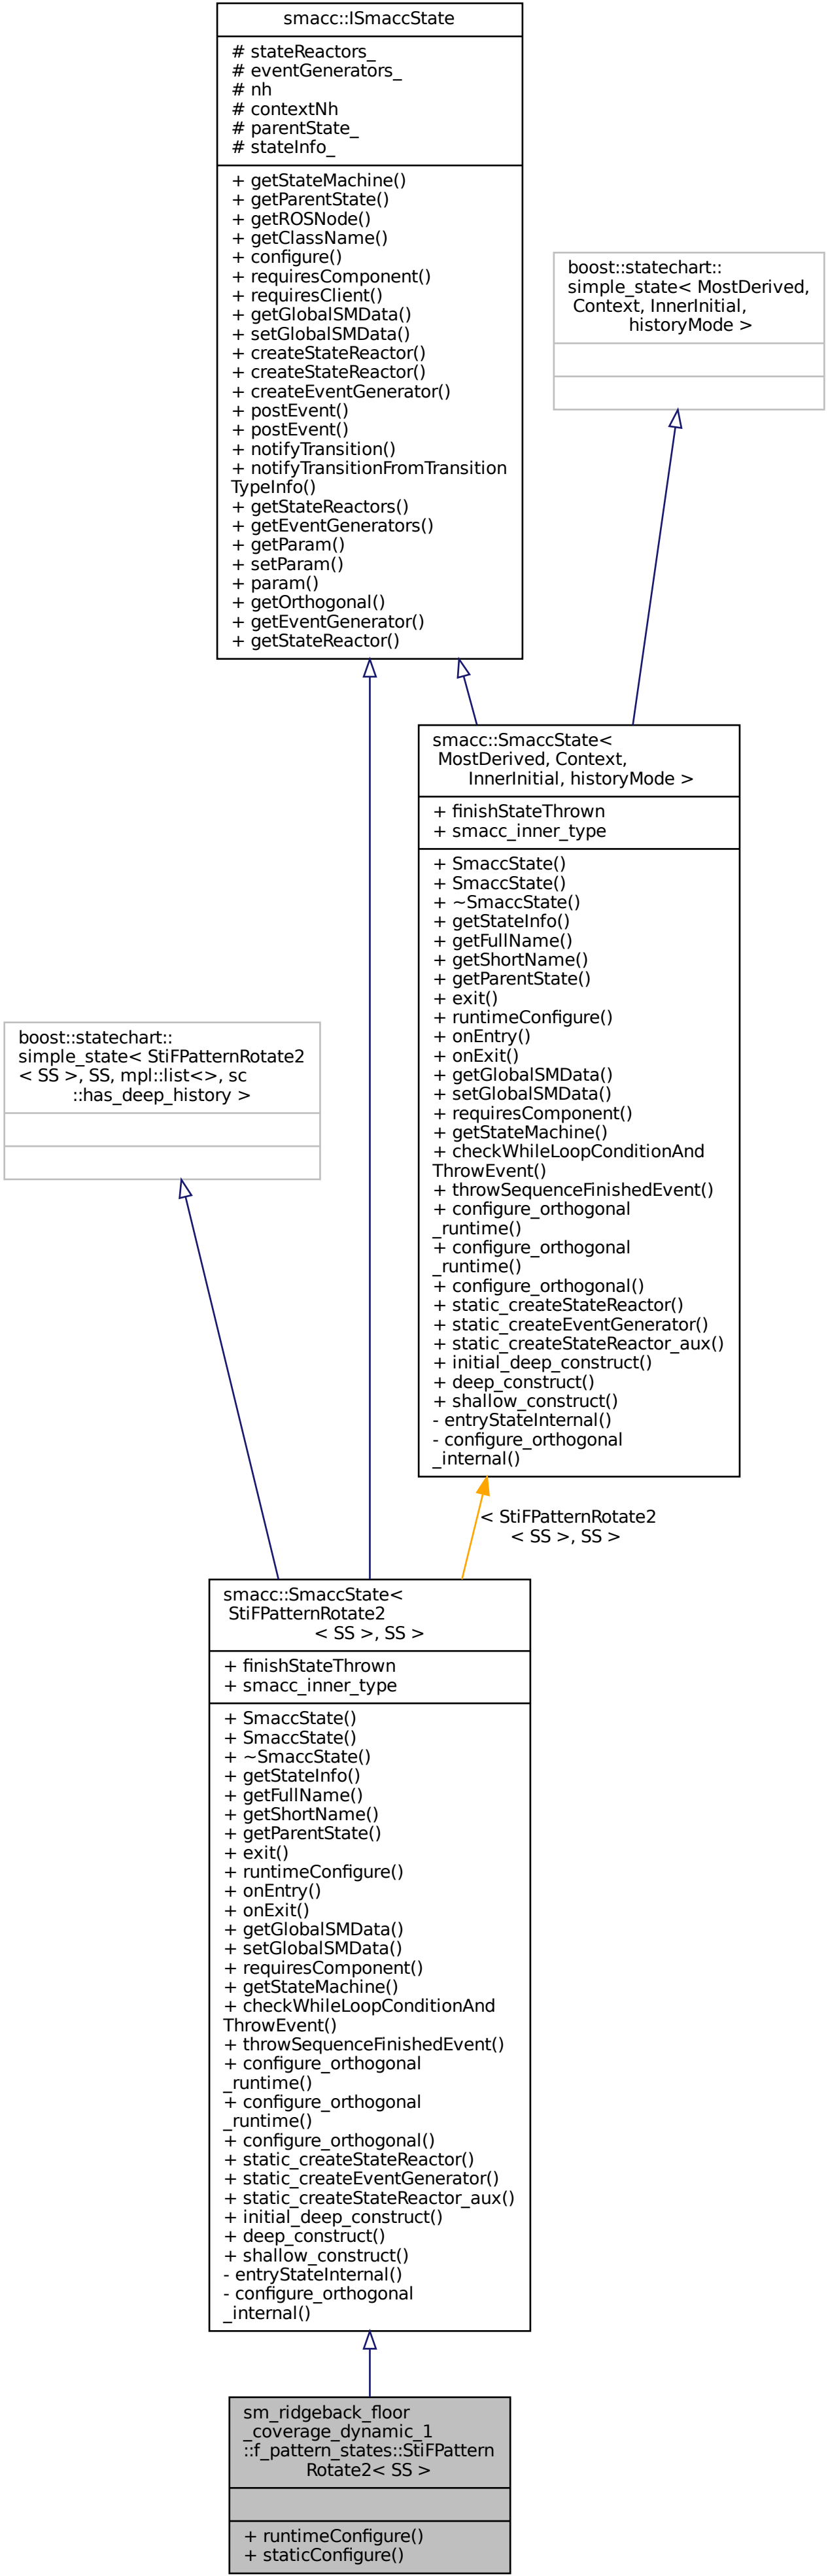 smacc::ISmaccState
# stateReactors_
# eventGenerators_
# nh
# contextNh
# parentState_
# stateInfo_
+ getStateMachine()
+ getParentState()
+ getROSNode()
+ getClassName()
+ configure()
+ requiresComponent()
+ requiresClient()
+ getGlobalSMData()
+ setGlobalSMData()
+ createStateReactor()
+ createStateReactor()
+ createEventGenerator()
+ postEvent()
+ postEvent()
+ notifyTransition()
+ notifyTransitionFromTransition
TypeInfo()
+ getStateReactors()
+ getEventGenerators()
+ getParam()
+ setParam()
+ param()
+ getOrthogonal()
+ getEventGenerator()
+ getStateReactor()
boost::statechart::
simple_state< MostDerived,
Context, InnerInitial,
historyMode >
smacc::SmaccState<
MostDerived, Context,
InnerInitial, historyMode >
+ finishStateThrown
+ smacc_inner_type
+ SmaccState()
+ SmaccState()
+ ~SmaccState()
+ getStateInfo()
+ getFullName()
+ getShortName()
+ getParentState()
+ exit()
+ runtimeConfigure()
+ onEntry()
+ onExit()
+ getGlobalSMData()
+ setGlobalSMData()
+ requiresComponent()
+ getStateMachine()
+ checkWhileLoopConditionAnd
ThrowEvent()
+ throwSequenceFinishedEvent()
+ configure_orthogonal
_runtime()
+ configure_orthogonal
_runtime()
+ configure_orthogonal()
+ static_createStateReactor()
+ static_createEventGenerator()
+ static_createStateReactor_aux()
+ initial_deep_construct()
+ deep_construct()
+ shallow_construct()
- entryStateInternal()
- configure_orthogonal
_internal()
boost::statechart::
simple_state< StiFPatternRotate2
< SS >, SS, mpl::list<>, sc
::has_deep_history >
< StiFPatternRotate2
< SS >, SS >
smacc::SmaccState<
StiFPatternRotate2
< SS >, SS >
+ finishStateThrown
+ smacc_inner_type
+ SmaccState()
+ SmaccState()
+ ~SmaccState()
+ getStateInfo()
+ getFullName()
+ getShortName()
+ getParentState()
+ exit()
+ runtimeConfigure()
+ onEntry()
+ onExit()
+ getGlobalSMData()
+ setGlobalSMData()
+ requiresComponent()
+ getStateMachine()
+ checkWhileLoopConditionAnd
ThrowEvent()
+ throwSequenceFinishedEvent()
+ configure_orthogonal
_runtime()
+ configure_orthogonal
_runtime()
+ configure_orthogonal()
+ static_createStateReactor()
+ static_createEventGenerator()
+ static_createStateReactor_aux()
+ initial_deep_construct()
+ deep_construct()
+ shallow_construct()
- entryStateInternal()
- configure_orthogonal
_internal()
sm_ridgeback_floor
_coverage_dynamic_1
::f_pattern_states::StiFPattern
Rotate2< SS >
+ runtimeConfigure()
+ staticConfigure()